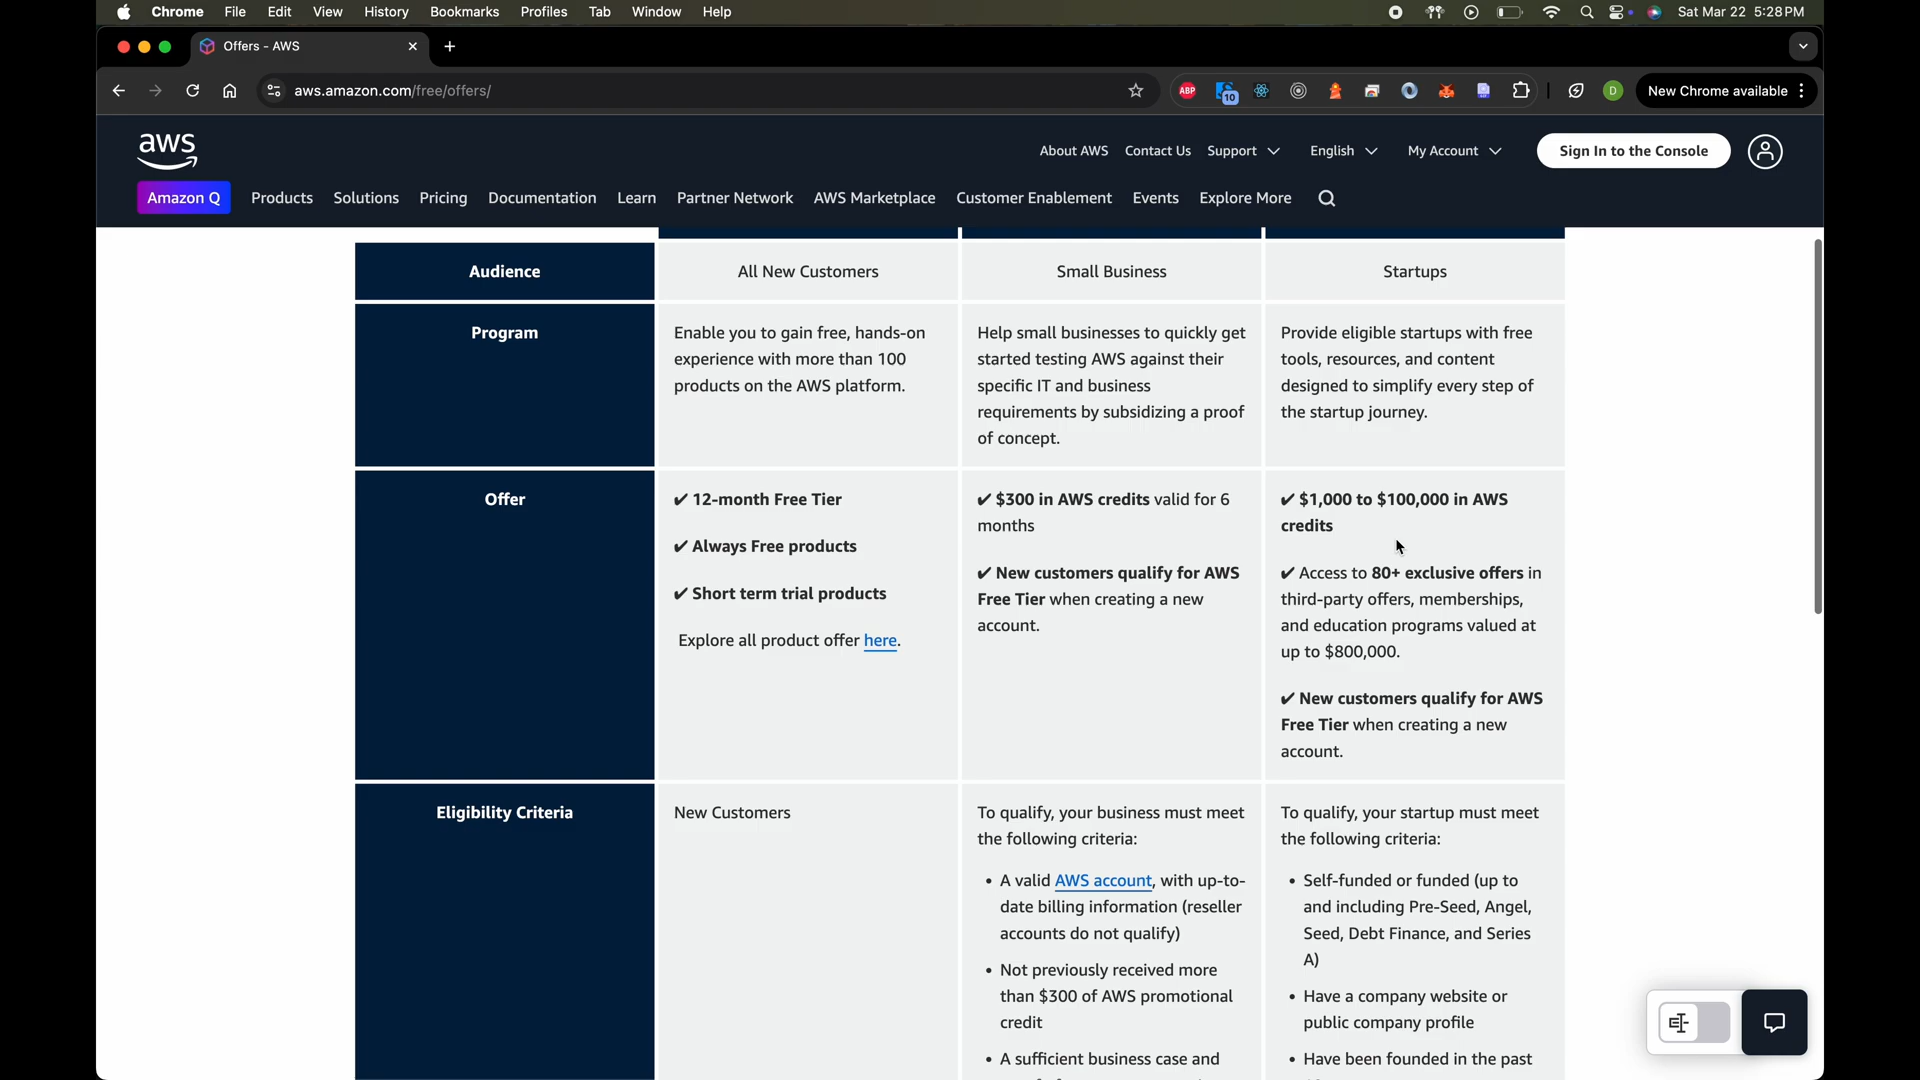 Chrome File Edit View History Bookmarks Profiles Tab Window Help Sat Mar 22 5:28 PM
Offers - AWS
aws.amazon.com/free/offers/ ABP 10 D New Chrome available
aws About AWS Contact Us Support English My Account Sign In to the Console
Amazon Q Products Solutions Pricing Documentation Learn Partner Network AWS Marketplace Customer Enablement Events Explore More
Audience
All New Customers
Small Business
Startups
Program
Enable you to gain free, hands-on
experience with more than 100
products on the AWS platform.
Help small businesses to quickly get
started testing AWS against their
specific IT and business
requirements by subsidizing a proof
of concept.
Provide eligible startups with free
tools, resources, and content
designed to simplify every step of
the startup journey.
Offer
✔ 12-month Free Tier
✔ Always Free products
✔ Short term trial products
Explore all product offer here.
✔ $300 in AWS credits valid for 6
months
✔ New customers qualify for AWS
Free Tier when creating a new
account.
✔ $1,000 to $100,000 in AWS
credits
✔ Access to 80+ exclusive offers in
third-party offers, memberships,
and education programs valued at
up to $800,000.
✔ New customers qualify for AWS
Free Tier when creating a new
account.
Eligibility Criteria
New Customers
To qualify, your business must meet
the following criteria:
• A valid AWS account, with up-to-
date billing information (reseller
accounts do not qualify)
• Not previously received more
than $300 of AWS promotional
credit
• A sufficient business case and
To qualify, your startup must meet
the following criteria:
• Self-funded or funded (up to
and including Pre-Seed, Angel,
Seed, Debt Finance, and Series
A)
• Have a company website or
public company profile
• Have been founded in the past